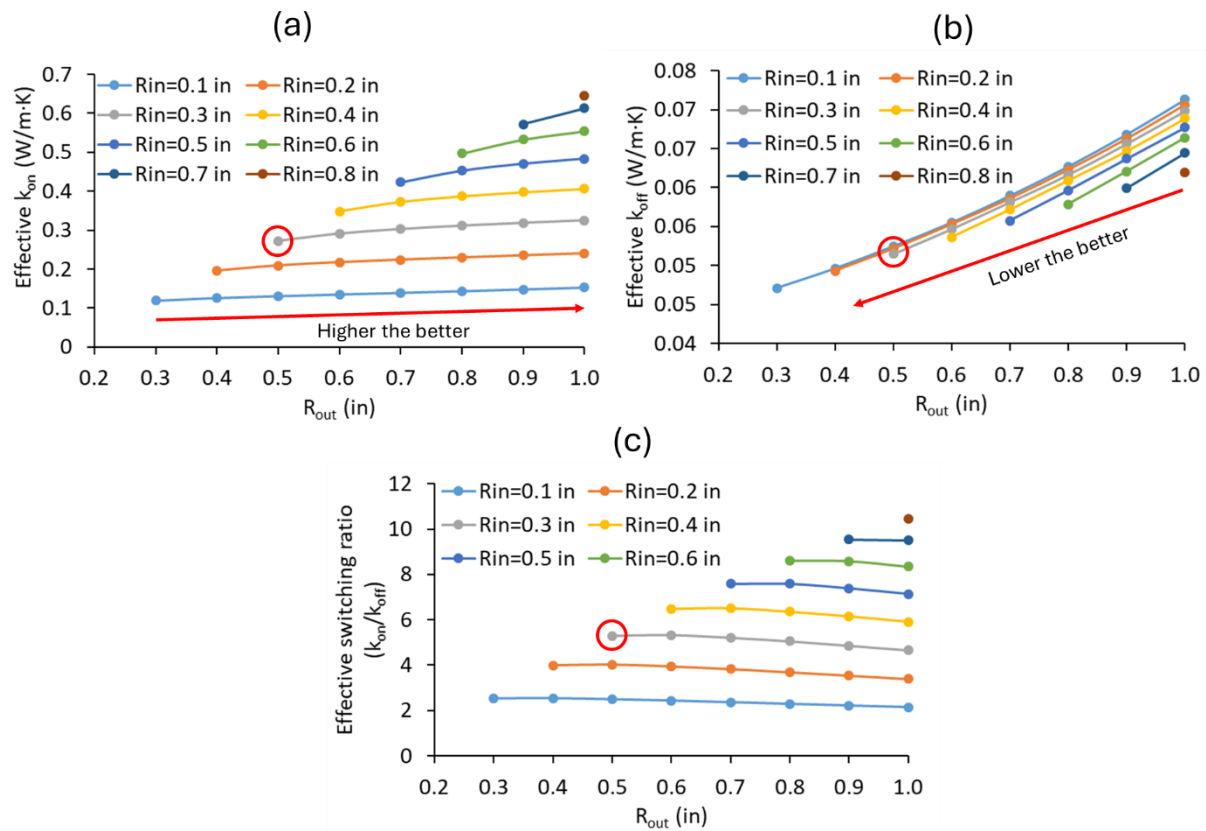 (a)
Effective k_on (W/m·K)
0.7
0.6
0.5
0.4
0.3
0.2
0.1
0
Rin=0.1 in
Rin=0.2 in
Rin=0.3 in
Rin=0.4 in
Rin=0.5 in
Rin=0.6 in
Rin=0.7 in
Rin=0.8 in
Higher the better
0.2 0.3 0.4 0.5 0.6 0.7 0.8 0.9 1.0
R_out (in)
(b)
Effective k_off (W/m·K)
0.08
0.07
0.07
0.06
0.06
0.05
0.05
0.04
Rin=0.1 in
Rin=0.2 in
Rin=0.3 in
Rin=0.4 in
Rin=0.5 in
Rin=0.6 in
Rin=0.7 in
Rin=0.8 in
Lower the better
0.2 0.3 0.4 0.5 0.6 0.7 0.8 0.9 1.0
R_out (in)
(c)
Effective switching ratio
(k_on/k_off)
12
10
8
6
4
2
0
Rin=0.1 in
Rin=0.2 in
Rin=0.3 in
Rin=0.4 in
Rin=0.5 in
Rin=0.6 in
0.2 0.3 0.4 0.5 0.6 0.7 0.8 0.9 1.0
R_out (in)